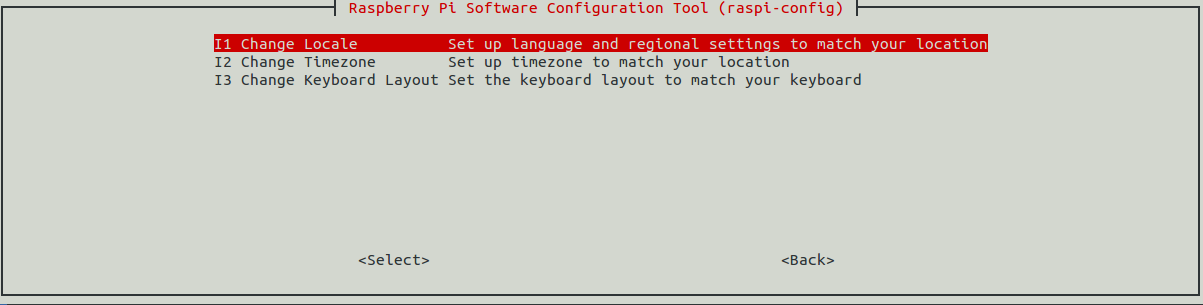 Raspberry Pi Software Configuration Tool (raspi-config)
I1 Change Locale Set up language and regional settings to match your location
I2 Change Timezone Set up timezone to match your location
I3 Change Keyboard Layout Set the keyboard layout to match your keyboard
<Select> <Back>